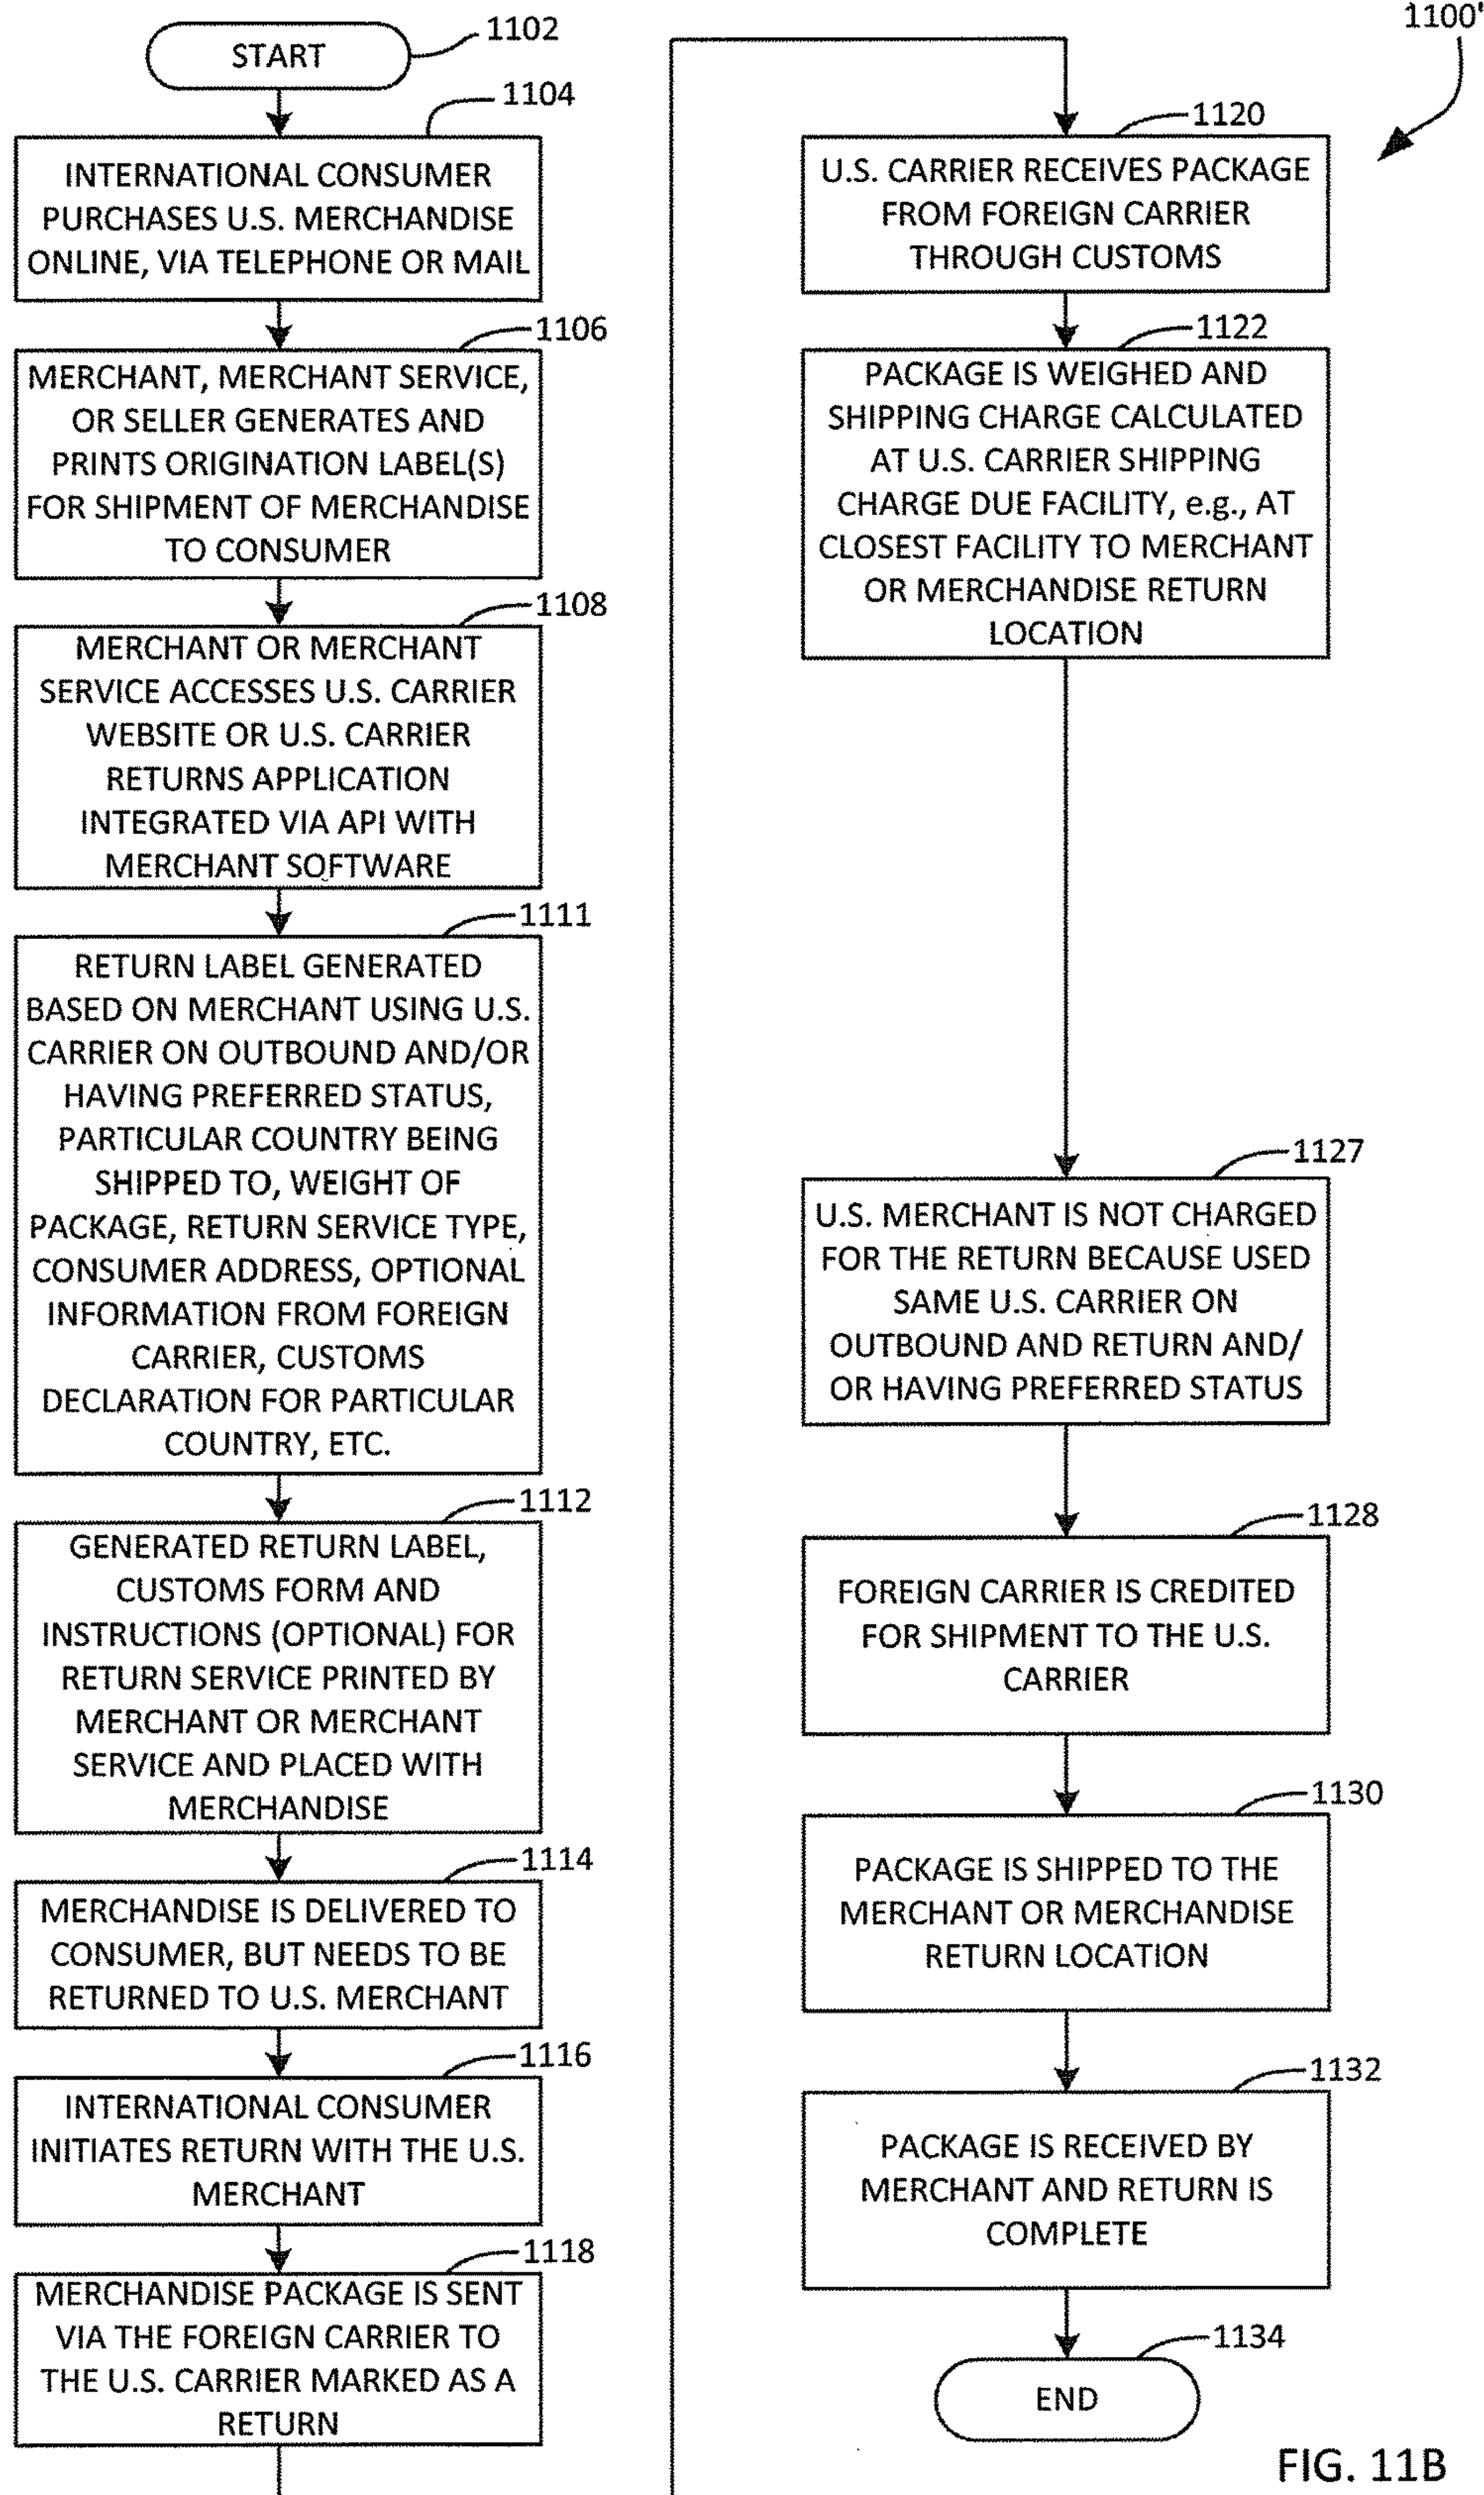 START
1102
1104
INTERNATIONAL CONSUMER
PURCHASES U.S. MERCHANDISE
ONLINE, VIA TELEPHONE OR MAIL
1106
MERCHANT, MERCHANT SERVICE,
OR SELLER GENERATES AND
PRINTS ORIGINATION LABEL(S)
FOR SHIPMENT OF MERCHANDISE
TO CONSUMER
1108
MERCHANT OR MERCHANT
SERVICE ACCESSES U.S. CARRIER
WEBSITE OR U.S. CARRIER
RETURNS APPLICATION
INTEGRATED VIA API WITH
MERCHANT SOFTWARE
1111
RETURN LABEL GENERATED
BASED ON MERCHANT USING U.S.
CARRIER ON OUTBOUND AND/OR
HAVING PREFERRED STATUS,
PARTICULAR COUNTRY BEING
SHIPPED TO, WEIGHT OF
PACKAGE, RETURN SERVICE TYPE,
CONSUMER ADDRESS, OPTIONAL
INFORMATION FROM FOREIGN
CARRIER, CUSTOMS
DECLARATION FOR PARTICULAR
COUNTRY, ETC.
1112
GENERATED RETURN LABEL,
CUSTOMS FORM AND
INSTRUCTIONS (OPTIONAL) FOR
RETURN SERVICE PRINTED BY
MERCHANT OR MERCHANT
SERVICE AND PLACED WITH
MERCHANDISE
1114
MERCHANDISE IS DELIVERED TO
CONSUMER, BUT NEEDS TO BE
RETURNED TO U.S. MERCHANT
1116
INTERNATIONAL CONSUMER
INITIATES RETURN WITH THE U.S.
MERCHANT
1118
MERCHANDISE PACKAGE IS SENT
VIA THE FOREIGN CARRIER TO
THE U.S. CARRIER MARKED AS A
RETURN
1100'
1120
U.S. CARRIER RECEIVES PACKAGE
FROM FOREIGN CARRIER
THROUGH CUSTOMS
1122
PACKAGE IS WEIGHED AND
SHIPPING CHARGE CALCULATED
AT U.S. CARRIER SHIPPING
CHARGE DUE FACILITY, e.g., AT
CLOSEST FACILITY TO MERCHANT
OR MERCHANDISE RETURN
LOCATION
1127
U.S. MERCHANT IS NOT CHARGED
FOR THE RETURN BECAUSE USED
SAME U.S. CARRIER ON
OUTBOUND AND RETURN AND/
OR HAVING PREFERRED STATUS
1128
FOREIGN CARRIER IS CREDITED
FOR SHIPMENT TO THE U.S.
CARRIER
1130
PACKAGE IS SHIPPED TO THE
MERCHANT OR MERCHANDISE
RETURN LOCATION
1132
PACKAGE IS RECEIVED BY
MERCHANT AND RETURN IS
COMPLETE
1134
END
FIG. 11B